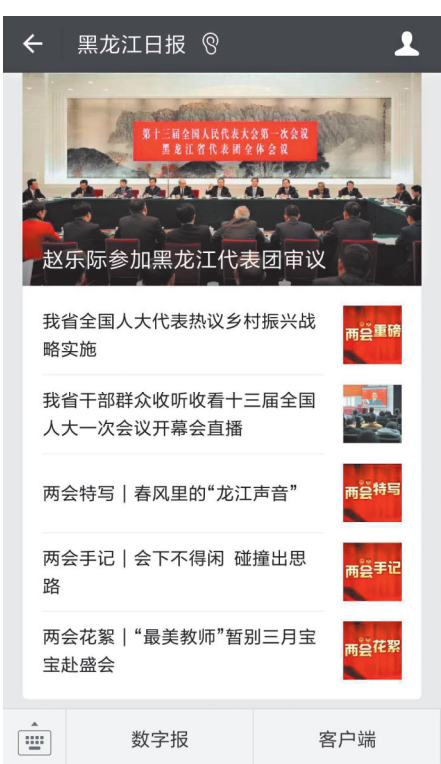 黑龙江日报
第十三届全国人民代表大会第一次会议
黑龙江省代表团全体会议
赵乐际参加黑龙江代表团审议
我省全国人大代表热议乡村振兴战
略实施
两会重磅
我省干部群众收听收看十三届全国
人大一次会议开幕会直播
两会特写｜春风里的“龙江声音”
两会特写
两会手记｜会下不得闲 碰撞出思
路
两会手记
两会花絮｜“最美教师”暂别三月宝
宝赴盛会
两会花絮
数字报
客户端